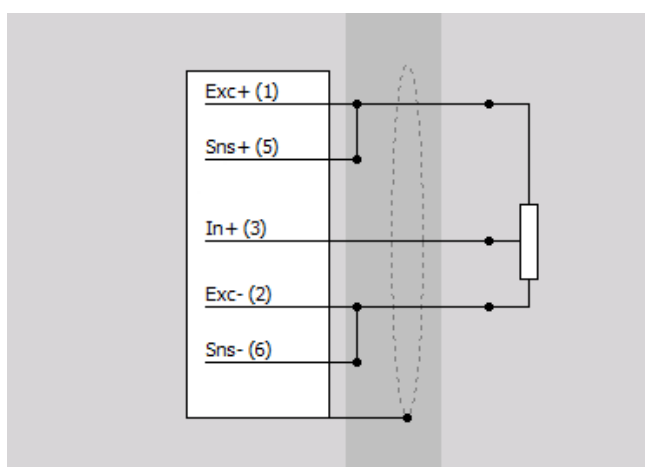 Exc+ (1)
Sns+ (5)
In+ (3)
Exc- (2)
Sns- (6)